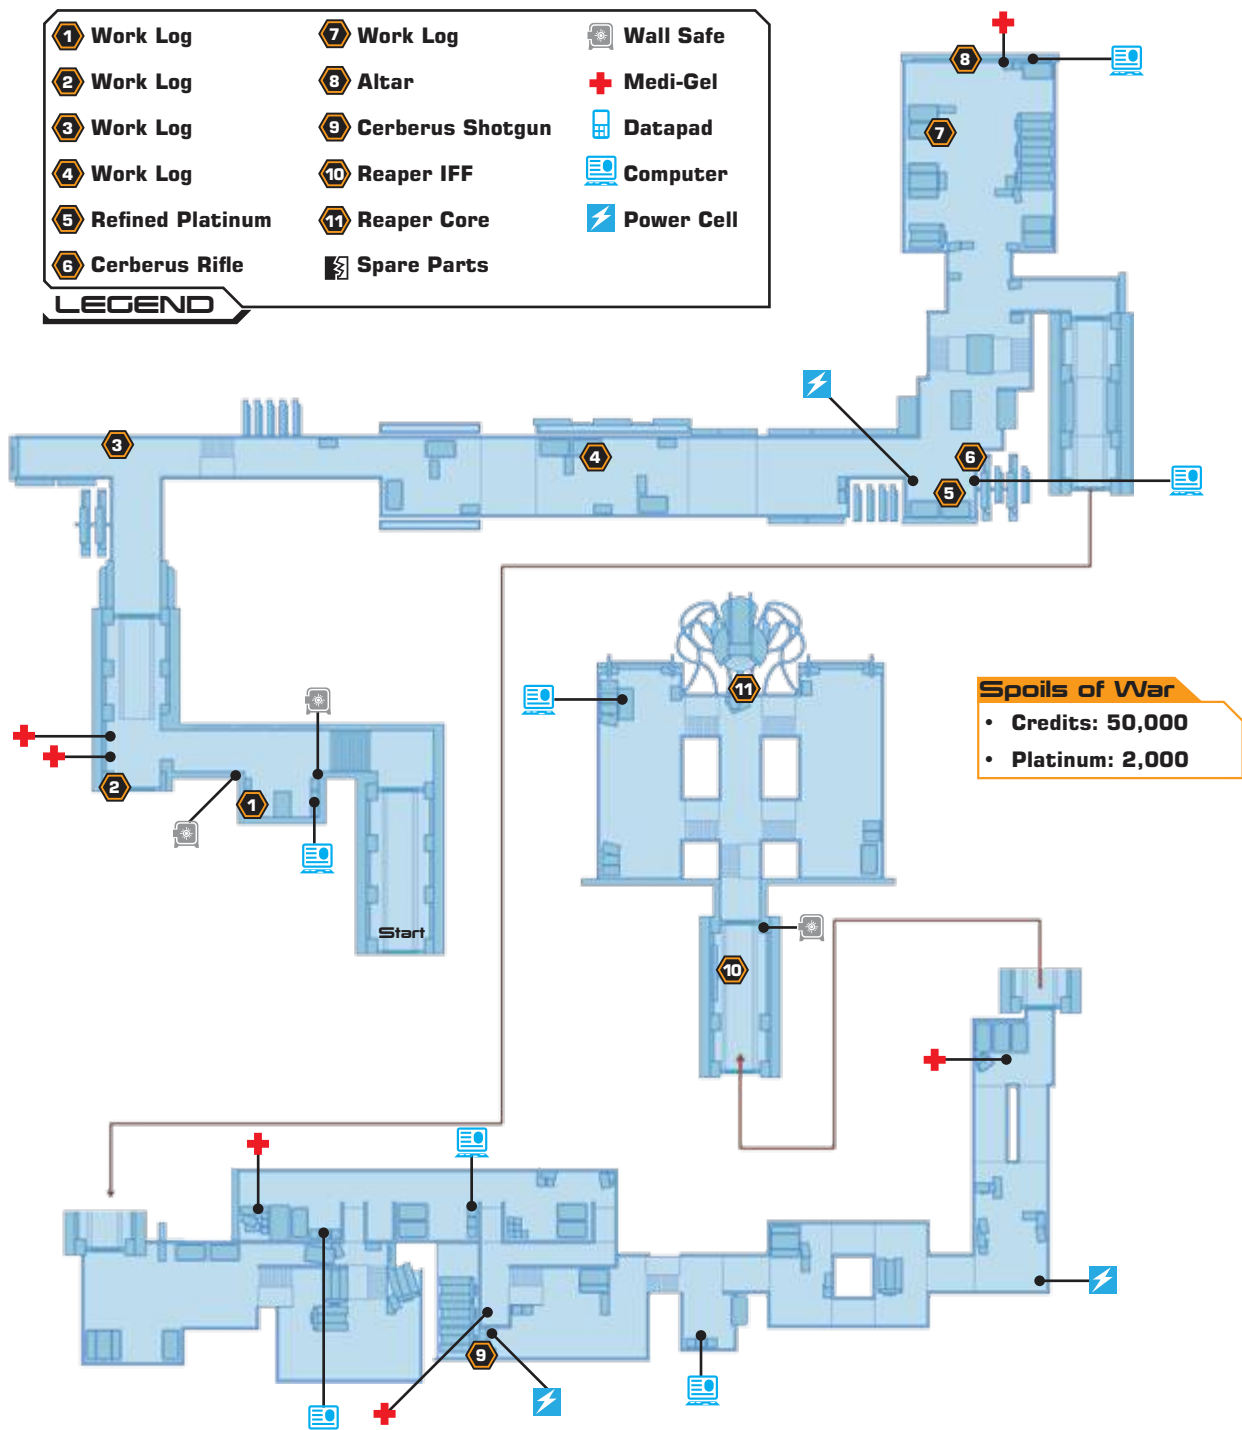 1 Work Log
2 Work Log
3 Work Log
4 Work Log
5 Refined Platinum
6 Cerberus Rifle
7 Work Log
8 Altar
9 Cerberus Shotgun
10 Reaper IFF
11 Reaper Core
Spare Parts
Wall Safe
Medi-Gel
Datapad
Computer
Power Cell
LEGEND
8
7
3
4
6
5
11
Spoils of War
• Credits: 50,000
• Platinum: 2,000
2
1
Start
10
9